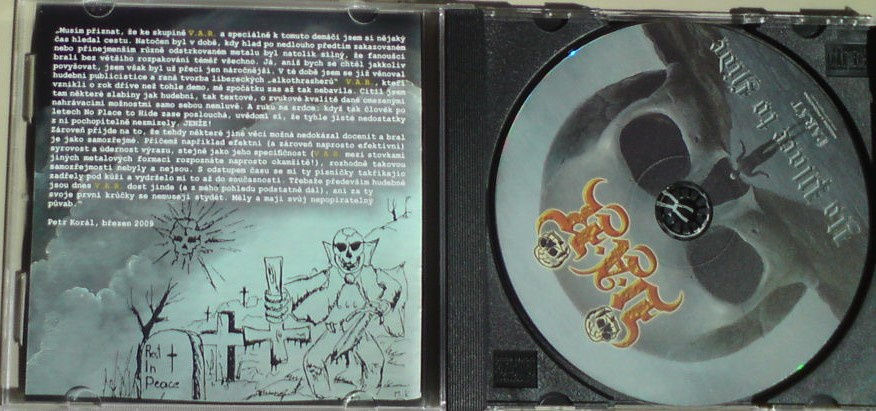 „Musím přiznat, že ke skupině V.A.R. a speciálně k tomuto demáči jsem si nějaký
čas hledal cestu. Natočen byl v době, kdy hlad po nedlouho předtím zakazovaném
nebo přinejmenším různě odstrkovaném metalu byl natolik silný, že fanoušci
brali bez většího rozpakování téměř všechno. Já, aniž bych se chtěl jakkoliv
povyšovat, jsem však byl už přeci jen náročnější. V té době jsem se již věnoval
hudební publicistice a raná tvorba libereckých „alkothrasherů" V.A.R., kteří
vznikli o rok dříve než tohle demo, mě zpočátku zas až tak nebavila. Cítil jsem
tam některé slabiny jak hudební, tak textové, o zvukové kvalitě dané omezenými
nahrávacími možnostmi samo sebou nemluvě. A ruku na srdce: když tak člověk po
letech No Place to Hide zase poslouchá, uvědomí si, že tyhle jisté nedostatky
z ní pochopitelně nezmizely. JENŽE!
Zároveň přijde na to, že tehdy některé jiné věci možná nedokázal docenit a bral
je jako samozřejmé. Přičemž například efektní (a zároveň naprosto efektivní)
syrovost a údernost výrazu, stejně jako jeho specifičnost (V.A.R. mezi stovkami
jiných metalových formací rozpoznáte naprosto okamžitě!), rozhodně takovou
samozřejmostí nebyly a nejsou. S odstupem času se mi ty písničky takříkajíc
zadřely pod kůži a vydrželo mi to až do současnosti. Třebaže především hudebně
jsou dnes V.A.R. dost jinde (a z mého pohledu podstatně dál), ani za ty
svoje první krůčky se nemusejí stydět. Měly a mají svůj nepopiratelný
půvab."
Petr Korál, březen 2009
Rest
In
Peace
M.K.
No Place to Hide
1989
V.A.R.